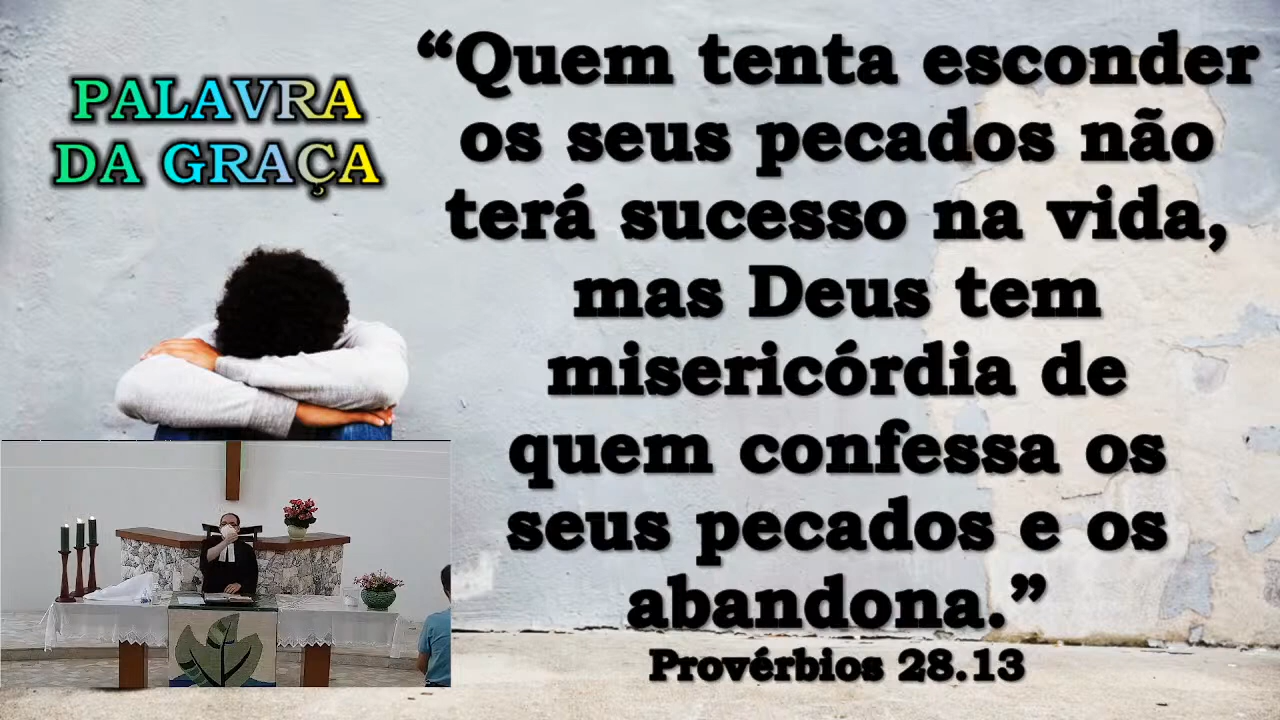 PALAVRA
DA GRAÇA
“Quem tenta esconder
os seus pecados não
terá sucesso na vida,
mas Deus tem
misericórdia de
quem confessa os
seus pecados e os
abandona.”
Provérbios 28.13